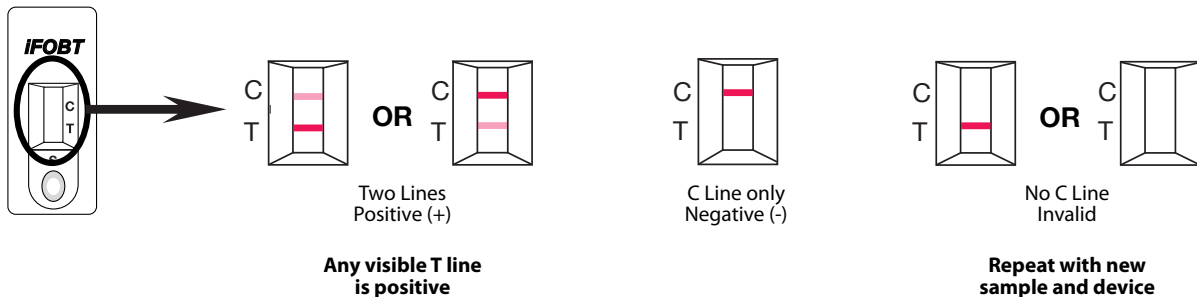 iFOBT
C
T
S
C
T
OR
C
T
Two Lines
Positive (+)
Any visible T line
is positive
C
T
C Line only
Negative (-)
C
T
OR
C
T
No C Line
Invalid
Repeat with new
sample and device